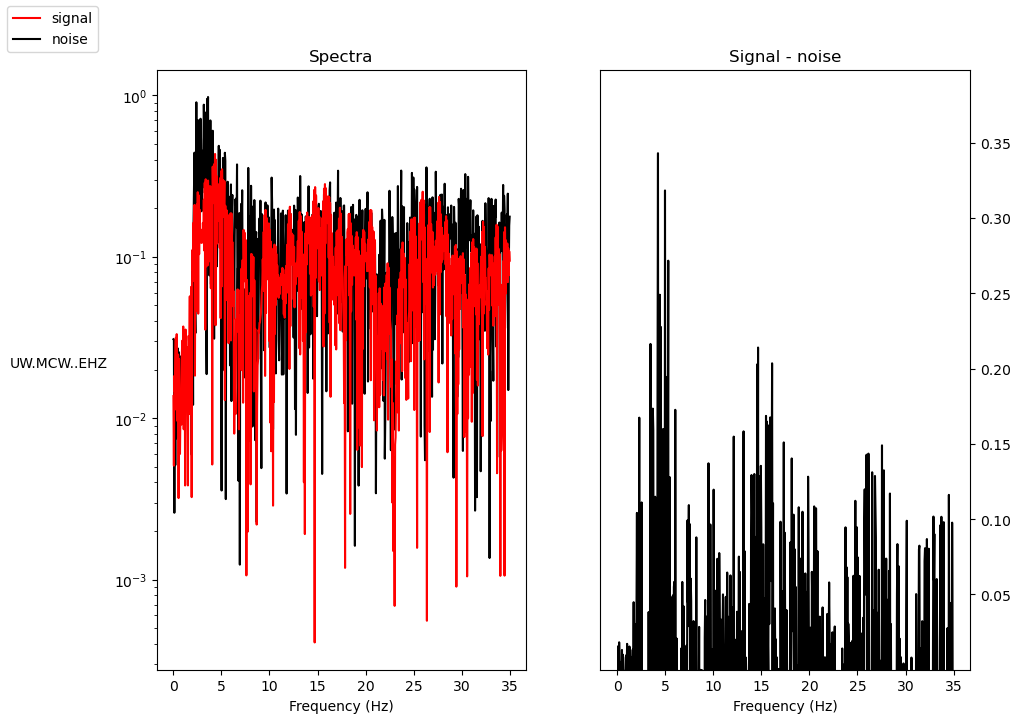 signal
noise
Spectra
Signal - noise
10^0
10^-1
10^-2
10^-3
0.35
0.30
0.25
0.20
0.15
0.10
0.05
UW.MCW..EHZ
0 5 10 15 20 25 30 35
0 5 10 15 20 25 30 35
Frequency (Hz)
Frequency (Hz)